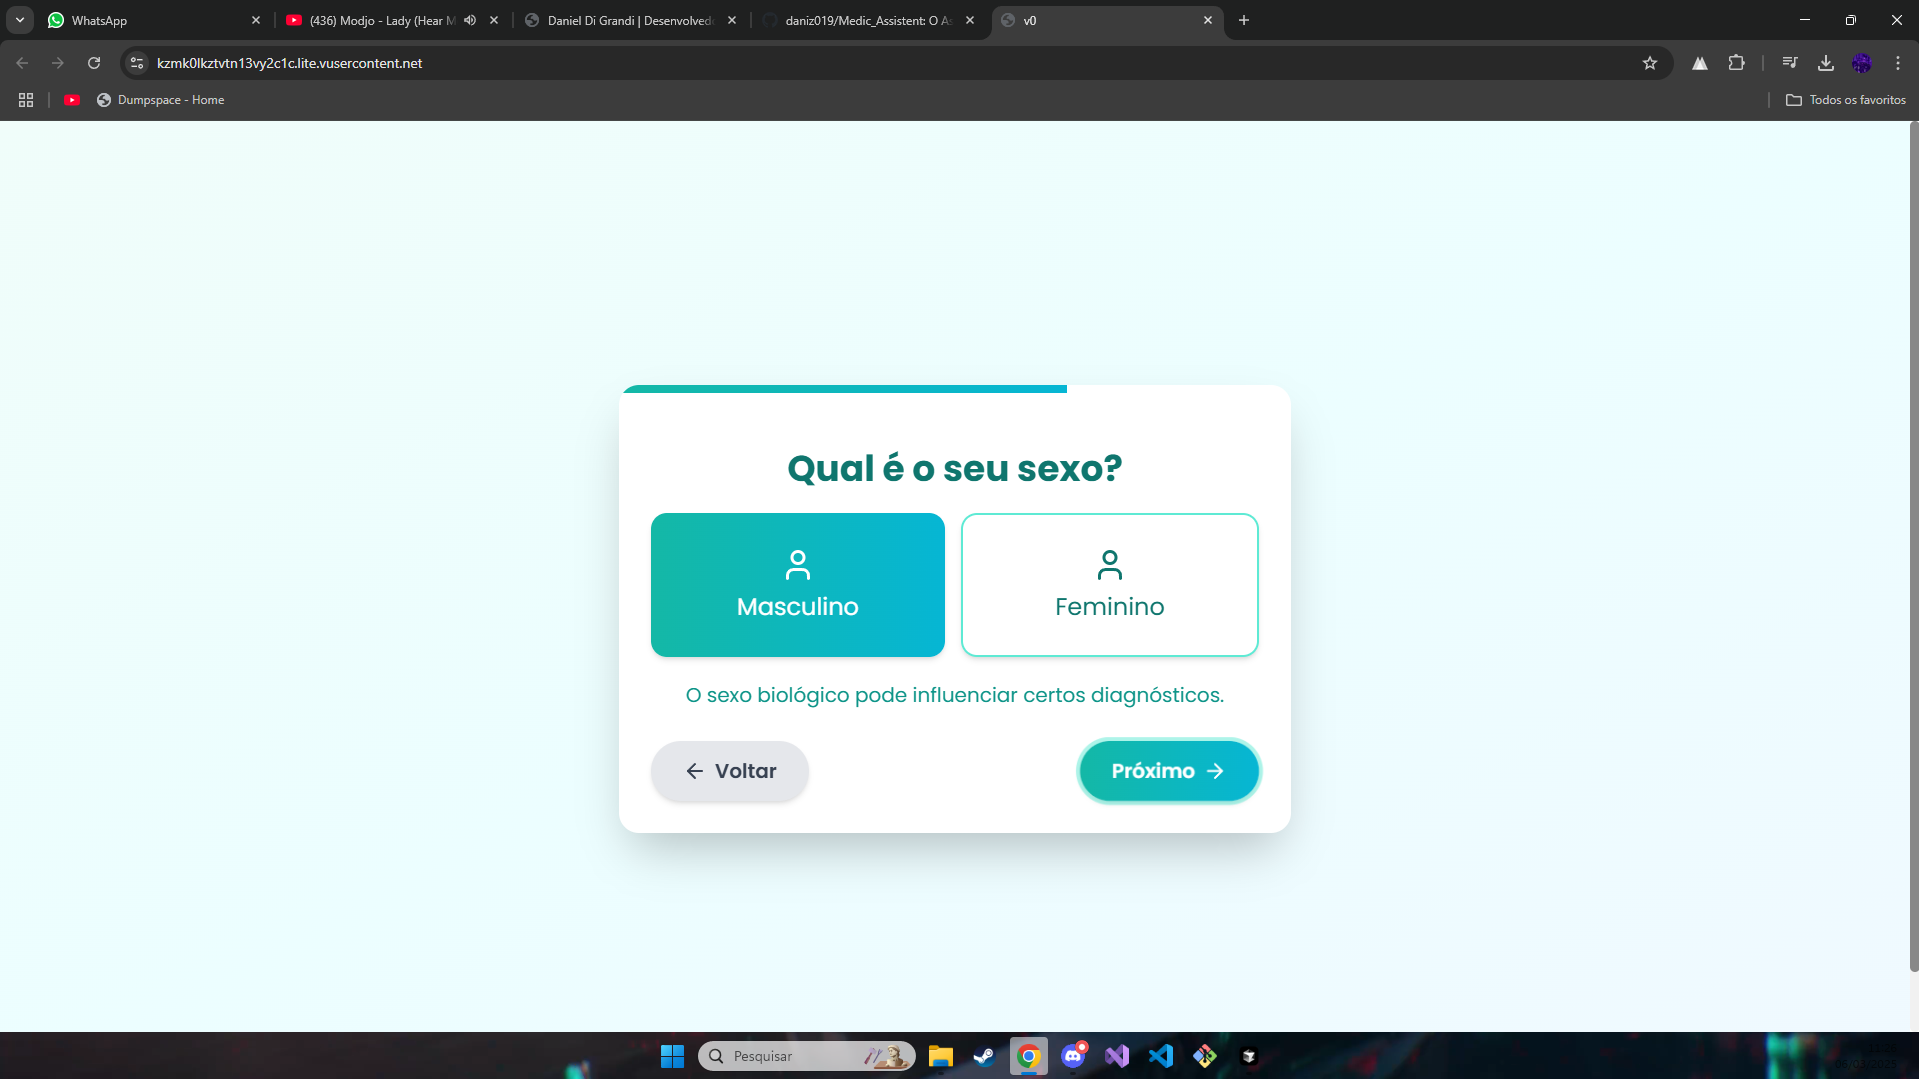 WhatsApp
(436) Modjo - Lady (Hear M
Daniel Di Grandi | Desenvolved
daniz019/Medic_Assistent: O A
v0
kzmk0lkztvtn13vy2c1c.lite.vusercontent.net
Dumpspace - Home
Todos os favoritos
Qual é o seu sexo?
Masculino
Feminino
O sexo biológico pode influenciar certos diagnósticos.
Voltar
Próximo
Pesquisar